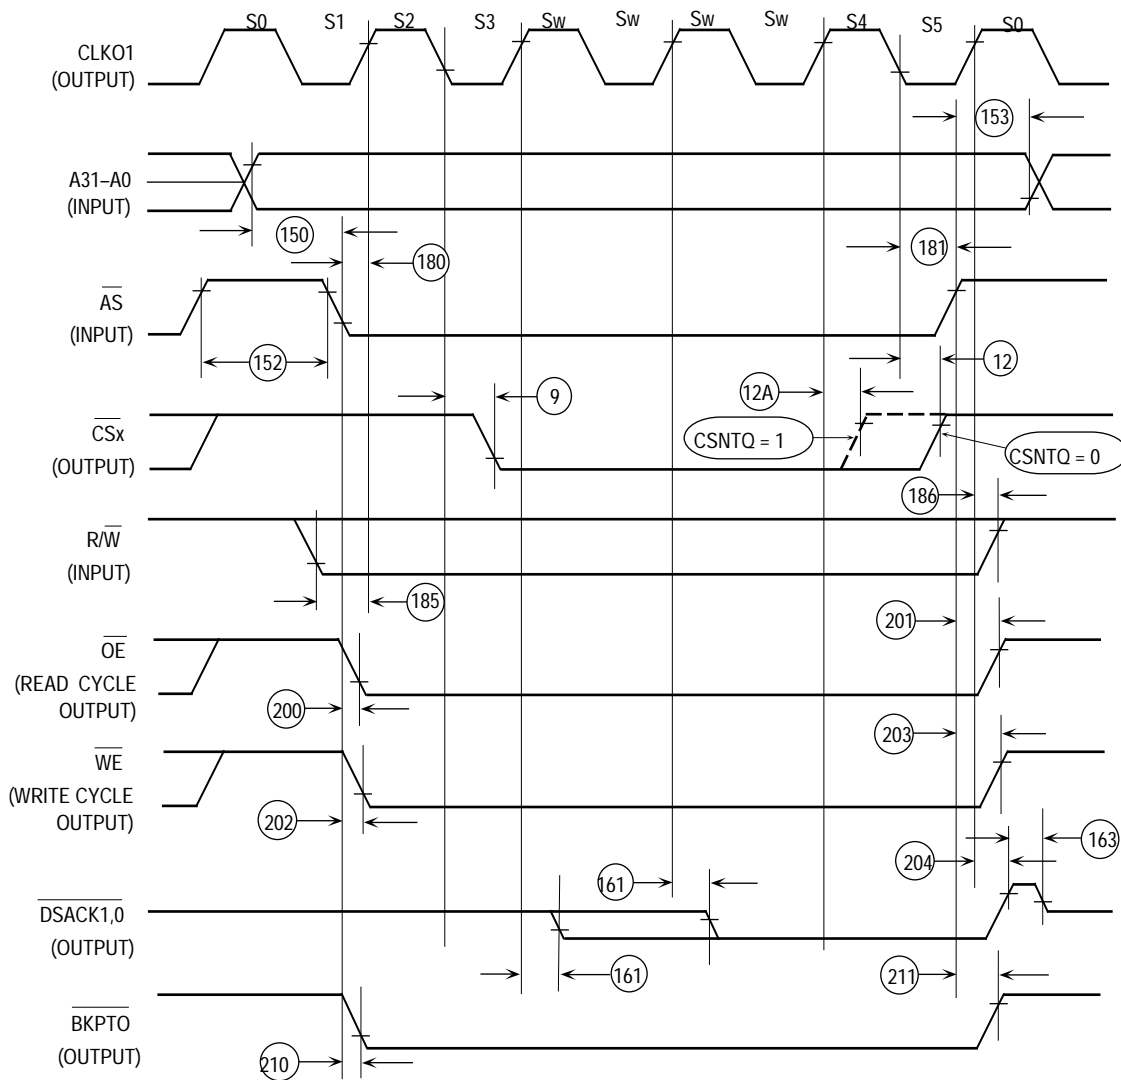 S0 S1 S2 S3 Sw Sw Sw Sw S4 S5 S0
CLKO1
(OUTPUT)
153
A31–A0
(INPUT)
150
180
181
AS
(INPUT)
152
9
12A
12
CSx
(OUTPUT)
CSNTQ = 1
CSNTQ = 0
186
R/W
(INPUT)
185
201
OE
(READ CYCLE
OUTPUT)
200
203
WE
(WRITE CYCLE
OUTPUT)
202
163
204
161
DSACK1,0
(OUTPUT)
161
211
BKPTO
(OUTPUT)
210